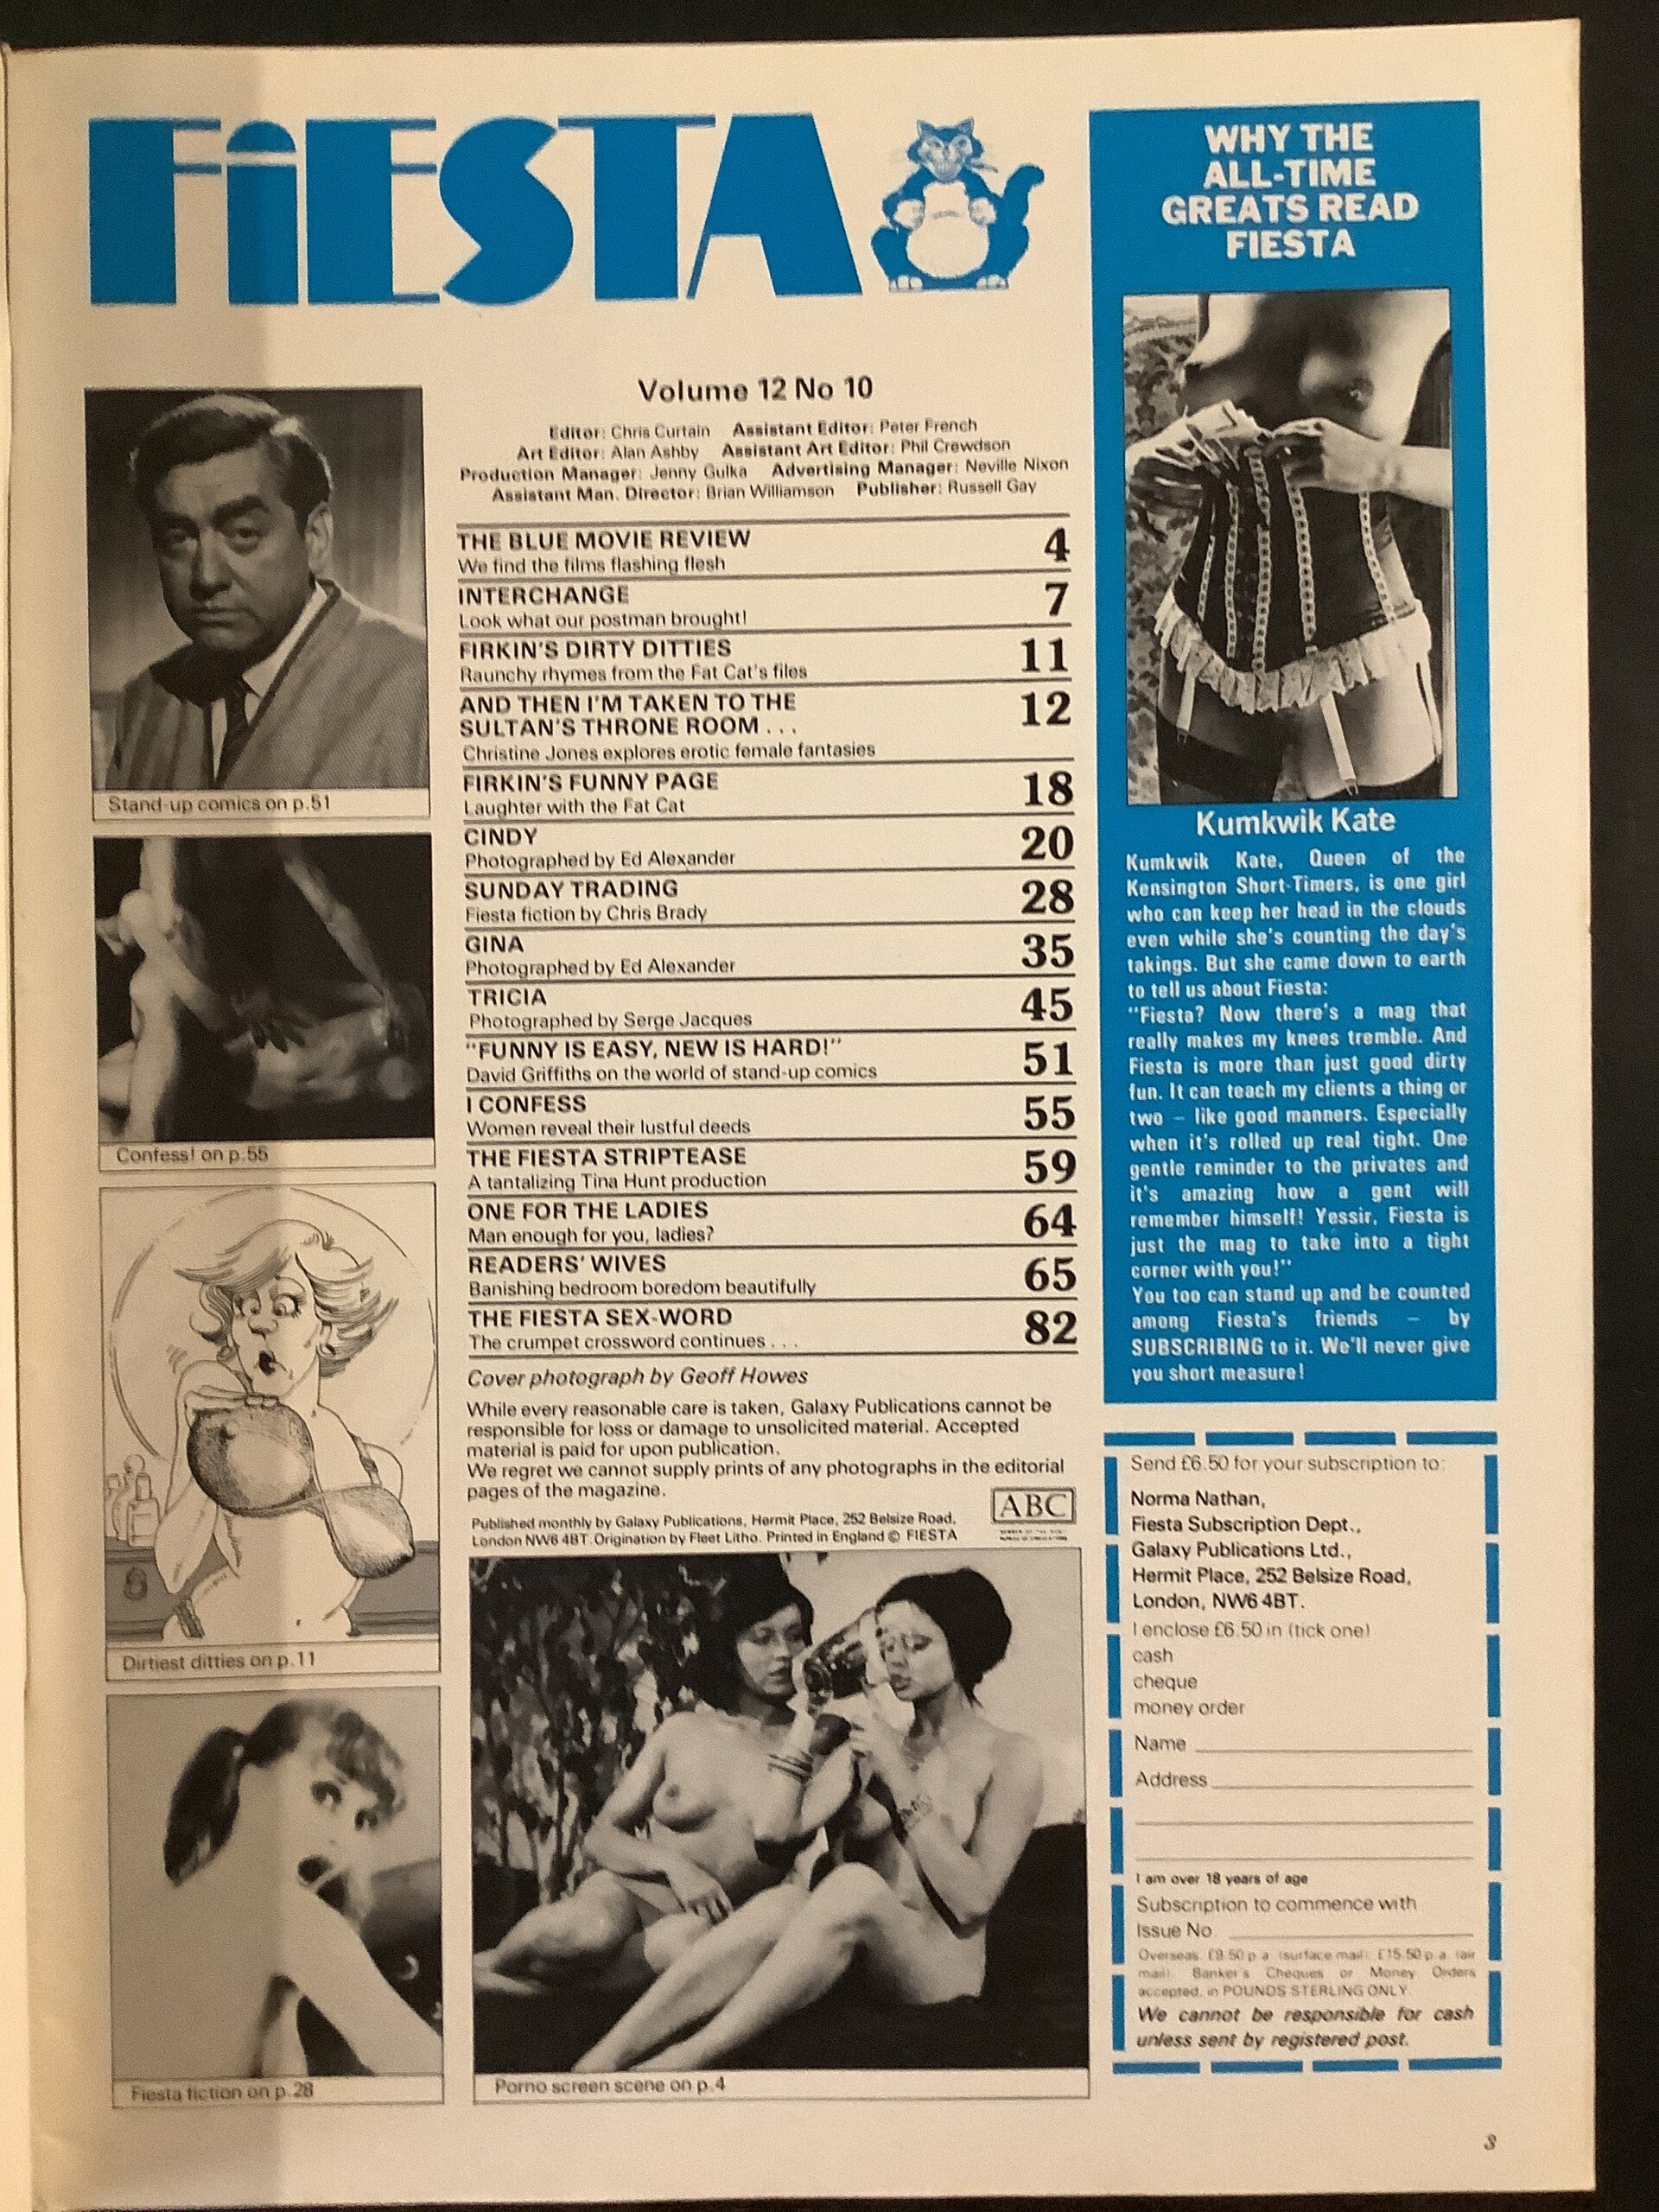 FiESTA
Volume 12 No 10
Editor: Chris Curtain Assistant Editor: Peter French
Art Editor: Alan Ashby Assistant Art Editor: Phil Crewdson
Production Manager: Jenny Gulka Advertising Manager: Neville Nixon
Assistant Man. Director: Brian Williamson Publisher: Russell Gay
THE BLUE MOVIE REVIEW 4
We find the films flashing flesh
INTERCHANGE 7
Look what our postman brought!
FIRKIN'S DIRTY DITTIES 11
Raunchy rhymes from the Fat Cat's files
AND THEN I'M TAKEN TO THE 12
SULTAN'S THRONE ROOM . . .
Christine Jones explores erotic female fantasies
FIRKIN'S FUNNY PAGE 18
Laughter with the Fat Cat
CINDY 20
Photographed by Ed Alexander
SUNDAY TRADING 28
Fiesta fiction by Chris Brady
GINA 35
Photographed by Ed Alexander
TRICIA 45
Photographed by Serge Jacques
"FUNNY IS EASY, NEW IS HARD!" 51
David Griffiths on the world of stand-up comics
I CONFESS 55
Women reveal their lustful deeds
THE FIESTA STRIPTEASE 59
A tantalizing Tina Hunt production
ONE FOR THE LADIES 64
Man enough for you, ladies?
READERS' WIVES 65
Banishing bedroom boredom beautifully
THE FIESTA SEX-WORD 82
The crumpet crossword continues . . .
Cover photograph by Geoff Howes
While every reasonable care is taken, Galaxy Publications cannot be
responsible for loss or damage to unsolicited material. Accepted
material is paid for upon publication.
We regret we cannot supply prints of any photographs in the editorial
pages of the magazine.
ABC
Published monthly by Galaxy Publications, Hermit Place, 252 Belsize Road,
London NW6 4BT. Origination by Fleet Litho. Printed in England © FIESTA
Stand-up comics on p.51
Confess! on p.55
Dirtiest ditties on p.11
Fiesta fiction on p.28
Porno screen scene on p.4
WHY THE
ALL-TIME
GREATS READ
FIESTA
Kumkwik Kate
Kumkwik Kate, Queen of the
Kensington Short-Timers, is one girl
who can keep her head in the clouds
even while she's counting the day's
takings. But she came down to earth
to tell us about Fiesta:
"Fiesta? Now there's a mag that
really makes my knees tremble. And
Fiesta is more than just good dirty
fun. It can teach my clients a thing or
two – like good manners. Especially
when it's rolled up real tight. One
gentle reminder to the privates and
it's amazing how a gent will
remember himself! Yessir, Fiesta is
just the mag to take into a tight
corner with you!"
You too can stand up and be counted
among Fiesta's friends – by
SUBSCRIBING to it. We'll never give
you short measure!
Send £6.50 for your subscription to:
Norma Nathan,
Fiesta Subscription Dept.,
Galaxy Publications Ltd.,
Hermit Place, 252 Belsize Road,
London, NW6 4BT.
I enclose £6.50 in (tick one)
cash
cheque
money order
Name
Address
I am over 18 years of age
Subscription to commence with
Issue No
Overseas: £9.50 p.a. (surface mail); £15.50 p.a. (air
mail). Banker's Cheques or Money Orders
accepted, in POUNDS STERLING ONLY.
We cannot be responsible for cash
unless sent by registered post.
3